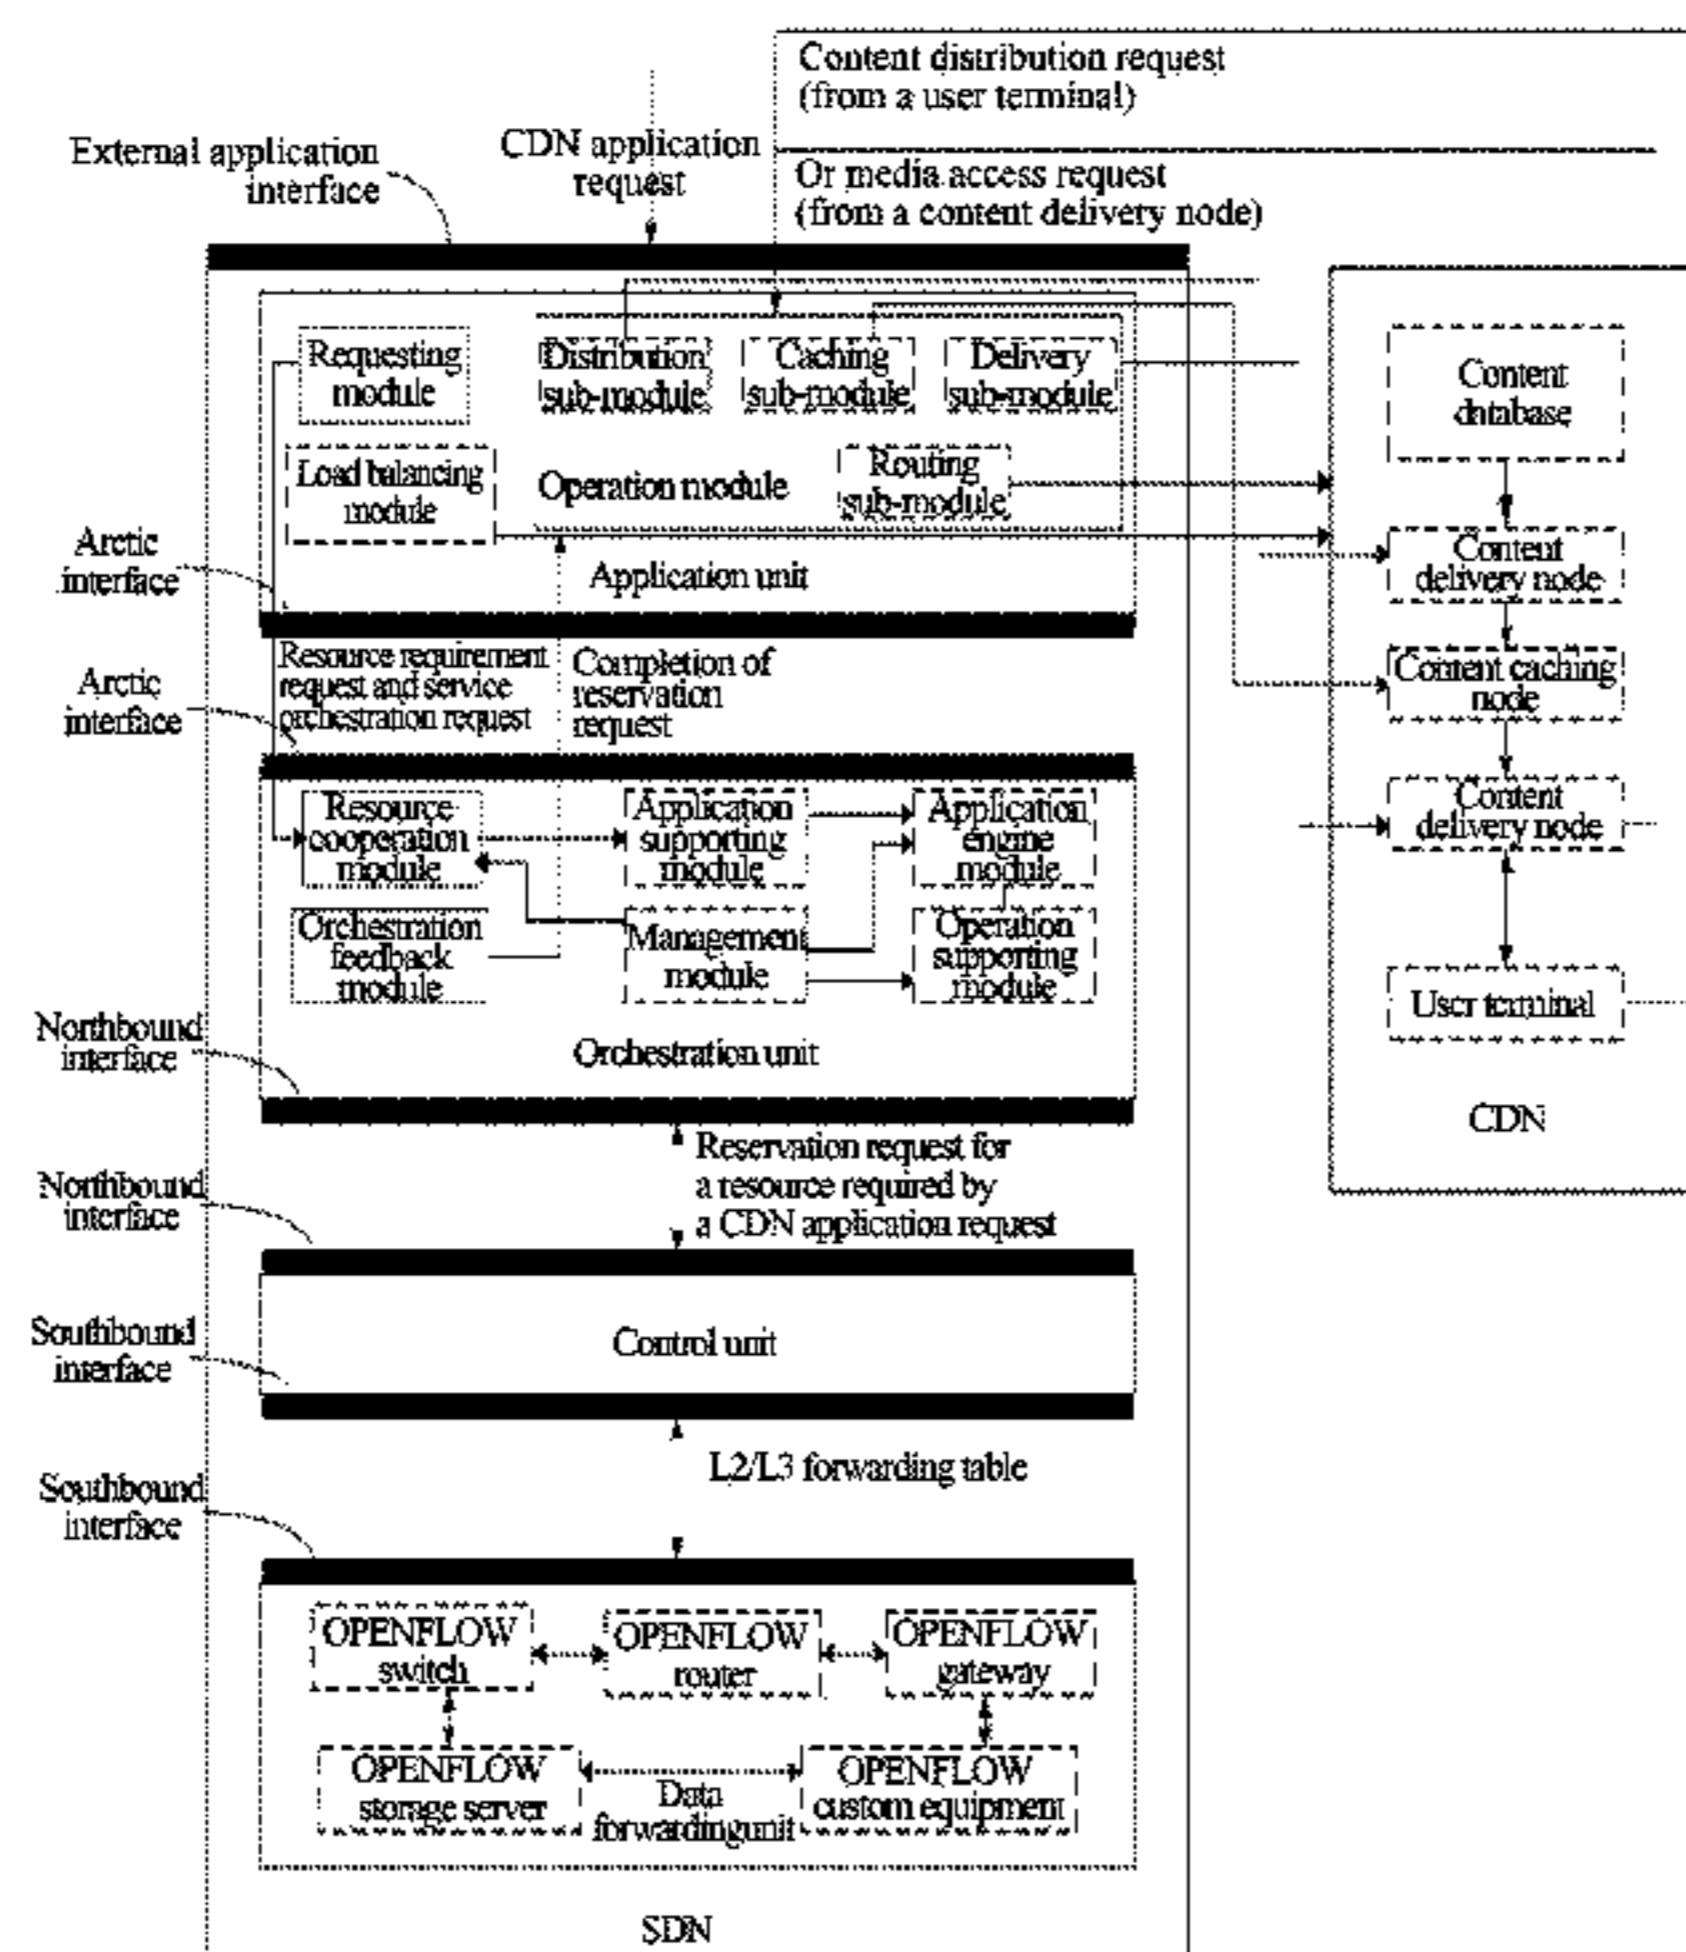 Content distribution request
(from a user terminal)
External application
interface
CDN application
request
Or media access request
(from a content delivery node)
Requesting
module
Distribution
sub-module
Caching
sub-module
Delivery
sub-module
Load balancing
module
Operation module
Routing
sub-module
Application unit
Arctic
interface
Resource requirement
request and service
orchestration request
Completion of
reservation
request
Arctic
interface
Resource
cooperation
module
Application
supporting
module
Application
engine
module
Orchestration
feedback
module
Management
module
Operation
supporting
module
Northbound
interface
Orchestration unit
Reservation request for
a resource required by
a CDN application request
Northbound
interface
Control unit
Southbound
interface
L2/L3 forwarding table
Southbound
interface
OPENFLOW
switch
OPENFLOW
router
OPENFLOW
gateway
OPENFLOW
storage server
Data
forwarding unit
OPENFLOW
custom equipment
SDN
Content
database
Content
delivery node
Content caching
node
Content
delivery node
User terminal
CDN